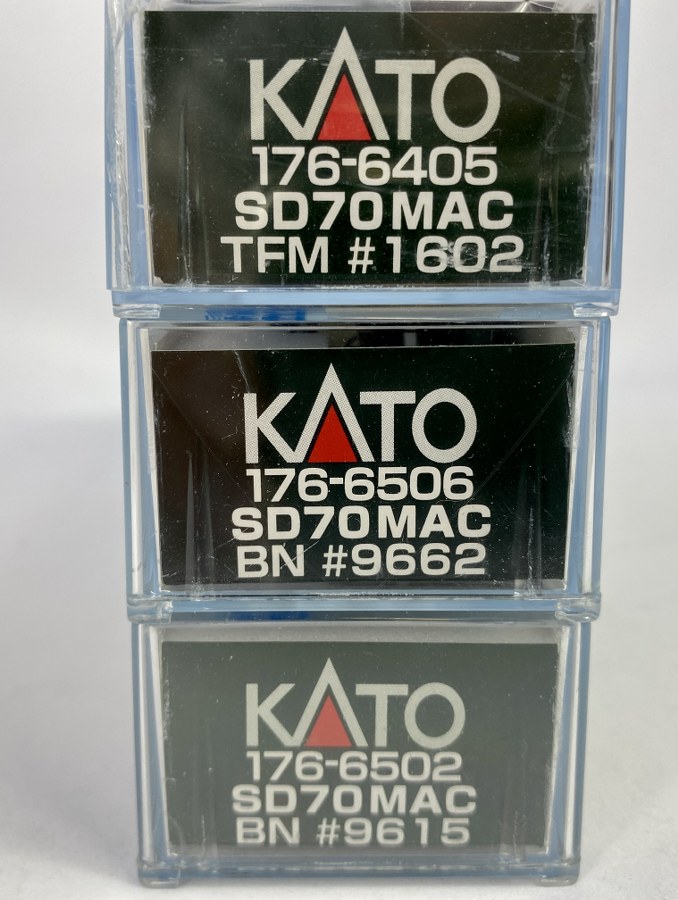 KATO
176-6405
SD70MAC
TFM #1602
KATO
176-6506
SD70MAC
BN #9662
KATO
176-6502
SD70MAC
BN #9615